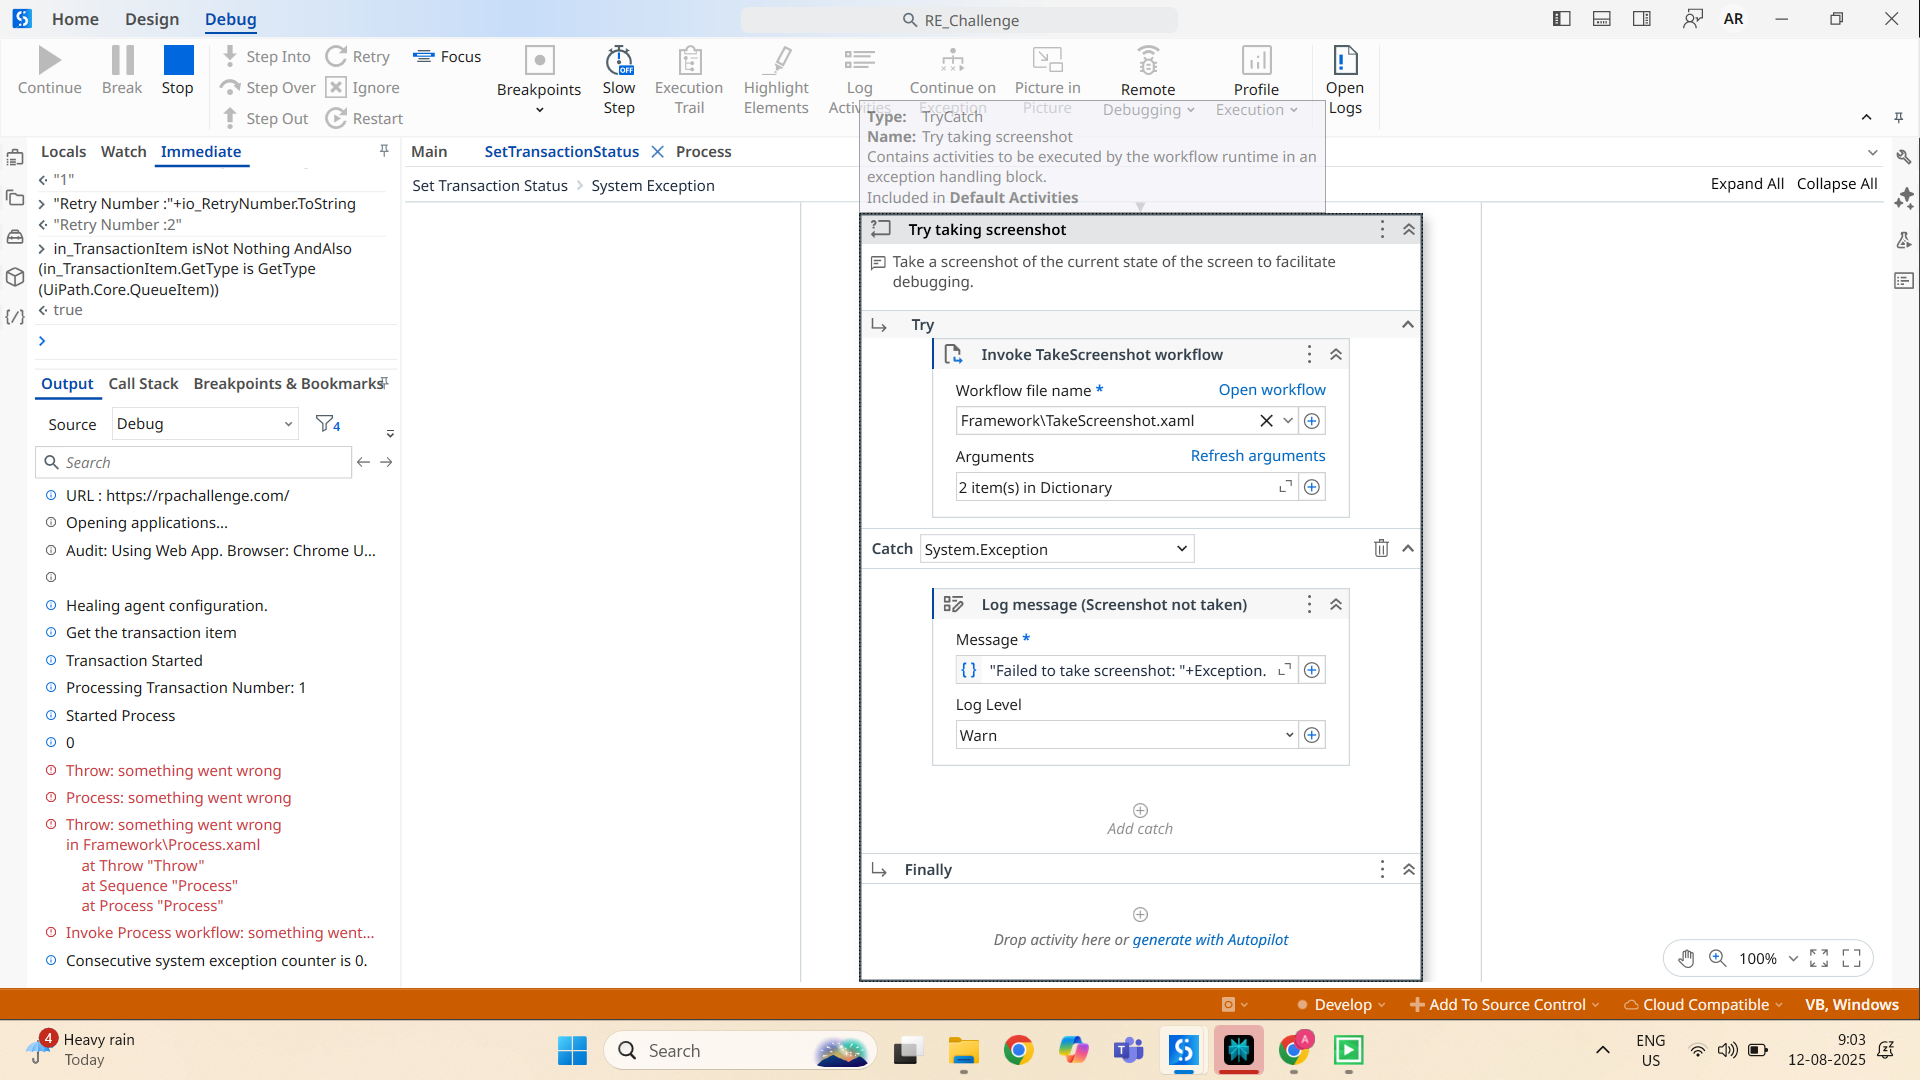 Home Design Debug
RE_Challenge
AR
Continue Break Stop
Step Into Retry Focus
Step Over Ignore
Step Out Restart
Breakpoints
Slow Step
Execution Trail
Highlight Elements
Log Activities
Continue on Exception
Picture in Picture
Remote Debugging
Profile Execution
Open Logs
Type: TryCatch
Name: Try taking screenshot
Contains activities to be executed by the workflow runtime in an
exception handling block.
Included in Default Activities
Locals Watch Immediate
"1"
"Retry Number :"+io_RetryNumber.ToString
"Retry Number :2"
in_TransactionItem isNot Nothing AndAlso
(in_TransactionItem.GetType is GetType
(UiPath.Core.QueueItem))
true
Output Call Stack Breakpoints & Bookmarks
Source Debug 4
Search
URL : https://rpachallenge.com/
Opening applications...
Audit: Using Web App. Browser: Chrome U...
Healing agent configuration.
Get the transaction item
Transaction Started
Processing Transaction Number: 1
Started Process
0
Throw: something went wrong
Process: something went wrong
Throw: something went wrong
in Framework\Process.xaml
at Throw "Throw"
at Sequence "Process"
at Process "Process"
Invoke Process workflow: something went...
Consecutive system exception counter is 0.
Main SetTransactionStatus Process
Set Transaction Status System Exception
Expand All Collapse All
Try taking screenshot
Take a screenshot of the current state of the screen to facilitate
debugging.
Try
Invoke TakeScreenshot workflow
Workflow file name * Open workflow
Framework\TakeScreenshot.xaml
Arguments Refresh arguments
2 item(s) in Dictionary
Catch System.Exception
Log message (Screenshot not taken)
Message *
{} "Failed to take screenshot: "+Exception.
Log Level
Warn
Add catch
Finally
Drop activity here or generate with Autopilot
100%
Develop Add To Source Control Cloud Compatible VB, Windows
4 Heavy rain
Today
Search
A
ENG
US
9:03
12-08-2025